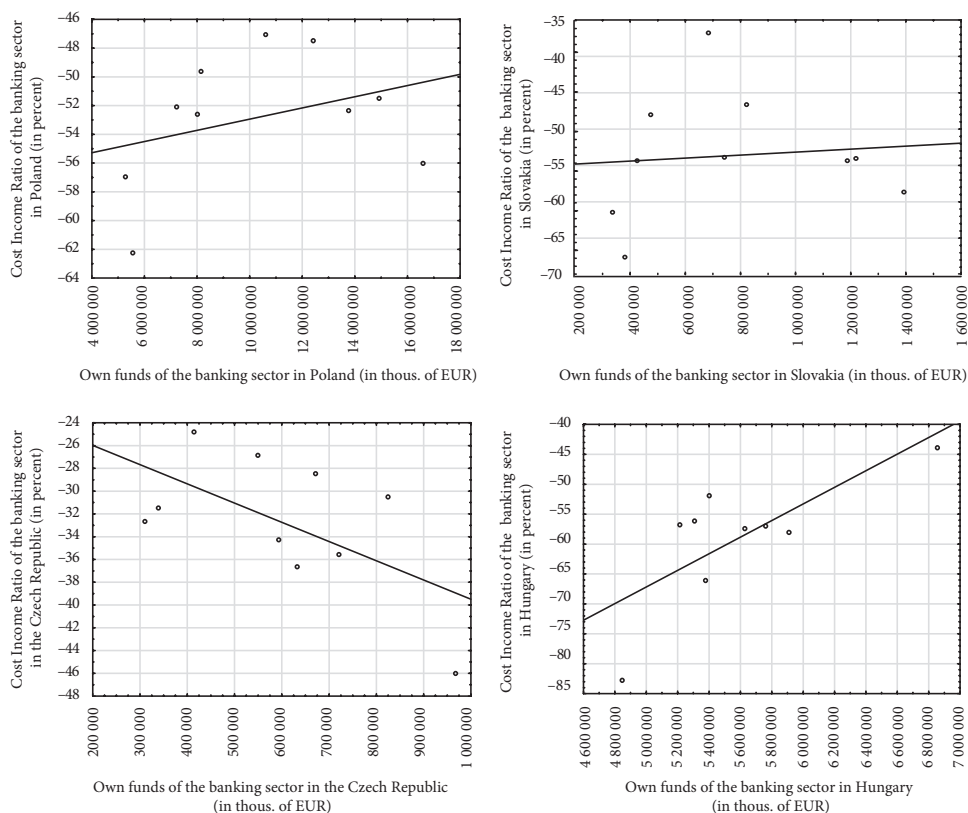 Cost Income Ratio of the banking sector
in Poland (in percent)
–46
–48
–50
–52
–54
–56
–58
–60
–62
–64
4 000 000
6 000 000
8 000 000
10 000 000
12 000 000
14 000 000
16 000 000
18 000 000
Own funds of the banking sector in Poland (in thous. of EUR)
Cost Income Ratio of the banking sector
in Slovakia (in percent)
–35
–40
–45
–50
–55
–60
–65
–70
200 000
400 000
600 000
800 000
1 000 000
1 200 000
1 400 000
1 600 000
Own funds of the banking sector in Slovakia (in thous. of EUR)
Cost Income Ratio of the banking sector
in the Czech Republic (in percent)
–24
–26
–28
–30
–32
–34
–36
–38
–40
–42
–44
–46
–48
200 000
300 000
400 000
500 000
600 000
700 000
800 000
900 000
1 000 000
Own funds of the banking sector in the Czech Republic
(in thous. of EUR)
Cost Income Ratio of the banking sector
in Hungary (in percent)
–40
–45
–50
–55
–60
–65
–70
–75
–80
–85
4 600 000
4 800 000
5 000 000
5 200 000
5 400 000
5 600 000
5 800 000
6 000 000
6 200 000
6 400 000
6 600 000
6 800 000
7 000 000
Own funds of the banking sector in Hungary
(in thous. of EUR)